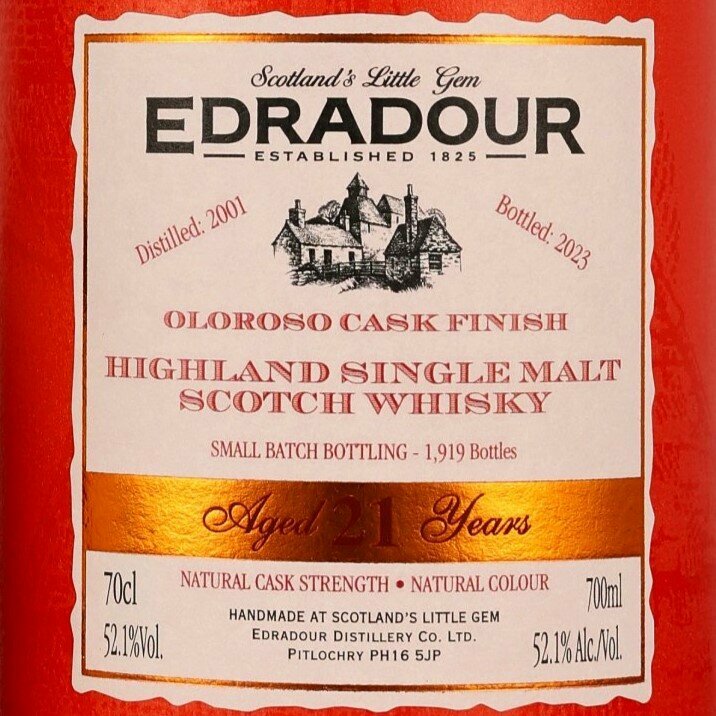 Scotland's Little Gem
EDRADOUR
ESTABLISHED 1825
Distilled: 2001
Bottled: 2023
OLOROSO CASK FINISH
HIGHLAND SINGLE MALT
SCOTCH WHISKY
SMALL BATCH BOTTLING - 1,919 Bottles
Aged 21 Years
NATURAL CASK STRENGTH • NATURAL COLOUR
70cl
700ml
HANDMADE AT SCOTLAND'S LITTLE GEM
EDRADOUR DISTILLERY CO. LTD.
52.1%Vol.
52.1% Alc./Vol.
PITLOCHRY PH16 5JP